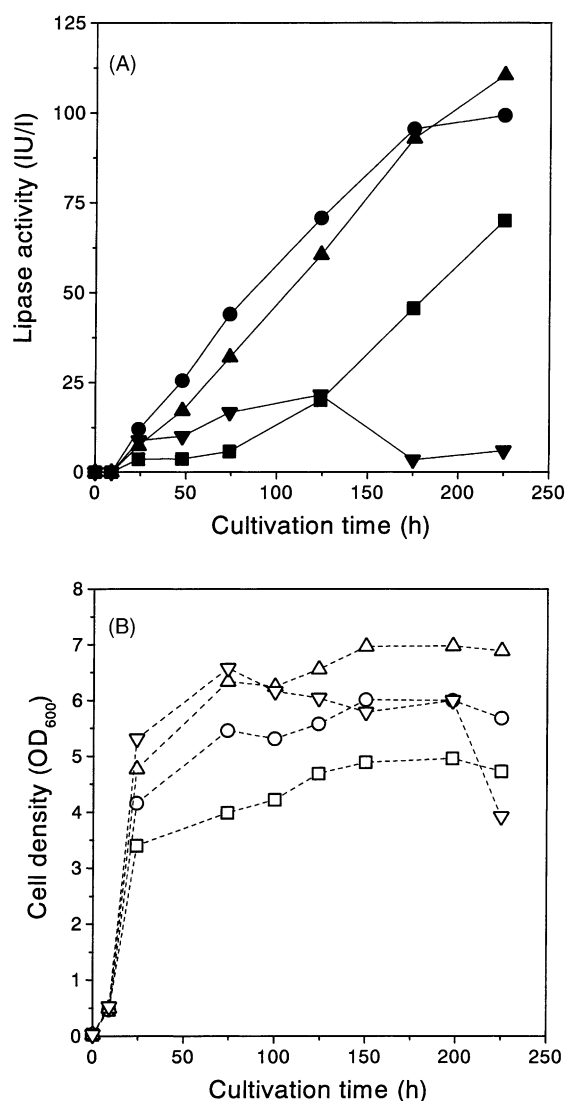 125
(A)
100
75
50
25
0
Lipase activity (IU/l)
0 50 100 150 200 250
Cultivation time (h)
8
(B)
7
6
5
4
3
2
1
0
Cell density (OD600)
0 50 100 150 200 250
Cultivation time (h)